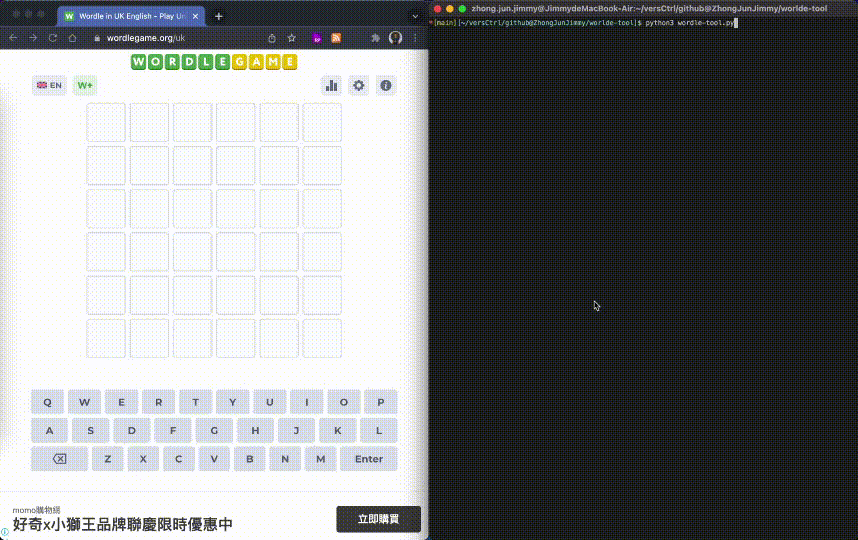 Wordle in UK English - Play Un
wordlegame.org/uk
WORDLEGAME
EN
W+
Q W E R T Y U I O P
A S D F G H J K L
Z X C V B N M Enter
momo購物網
好奇x小獅王品牌聯慶限時優惠中
立即購買
zhong.jun.jimmy@JimmydeMacBook-Air:~/versCtrl/github@ZhongJunJimmy/worlde-tool
[main][~/versCtrl/github@ZhongJunJimmy/worlde-tool]$ python3 wordle-tool.py